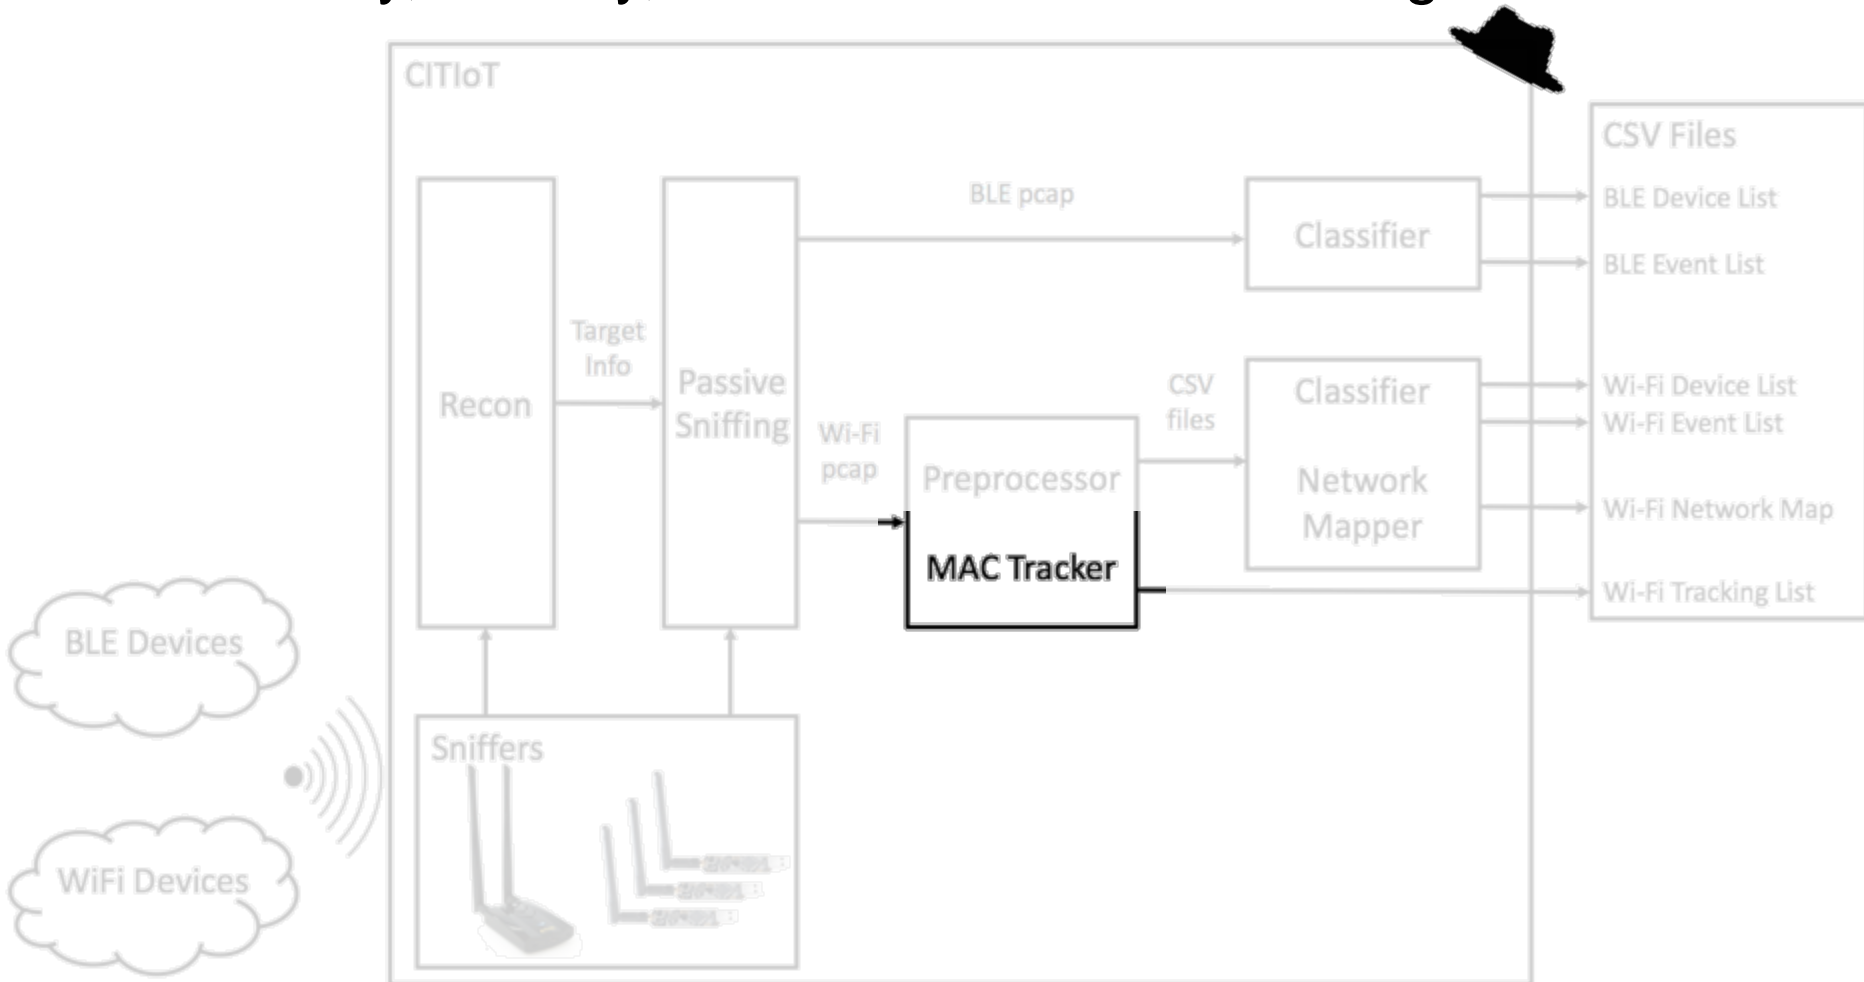 CITIoT
CSV Files
BLE pcap
BLE Device List
Classifier
BLE Event List
Target
Info
Recon
Passive
Sniffing
Wi-Fi
pcap
CSV
files
Classifier
Network
Mapper
Wi-Fi Device List
Wi-Fi Event List
Wi-Fi Network Map
Wi-Fi Tracking List
Preprocessor
MAC Tracker
BLE Devices
Sniffers
WiFi Devices